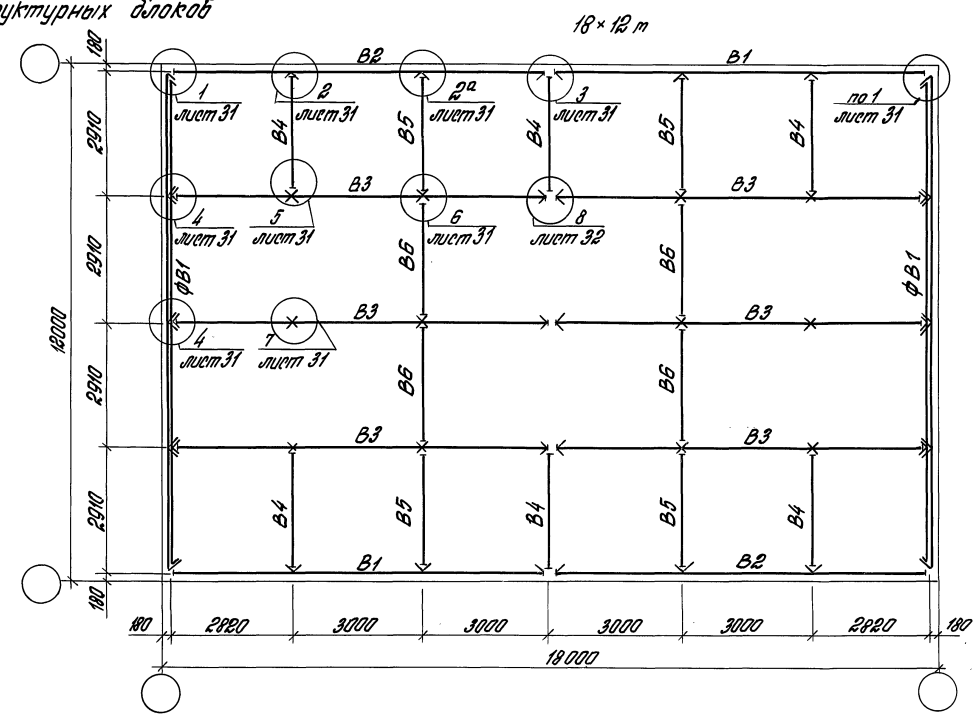 уктурных блоков
18×12 м
180
В2
В1
1
лист 31
2
лист 31
2а
лист 31
3
лист 31
по 1
лист 31
2910
В4
В5
В4
В5
В4
В3
В3
4
лист 31
5
лист 31
6
лист 31
8
лист 32
2910
12000
фВ1
В6
В6
фВ1
В3
В3
4
лист 31
7
лист 31
2910
В6
В6
В3
В3
2910
В4
В5
В4
В5
В4
В1
В2
180
180
2820
3000
3000
3000
3000
2820
180
18000